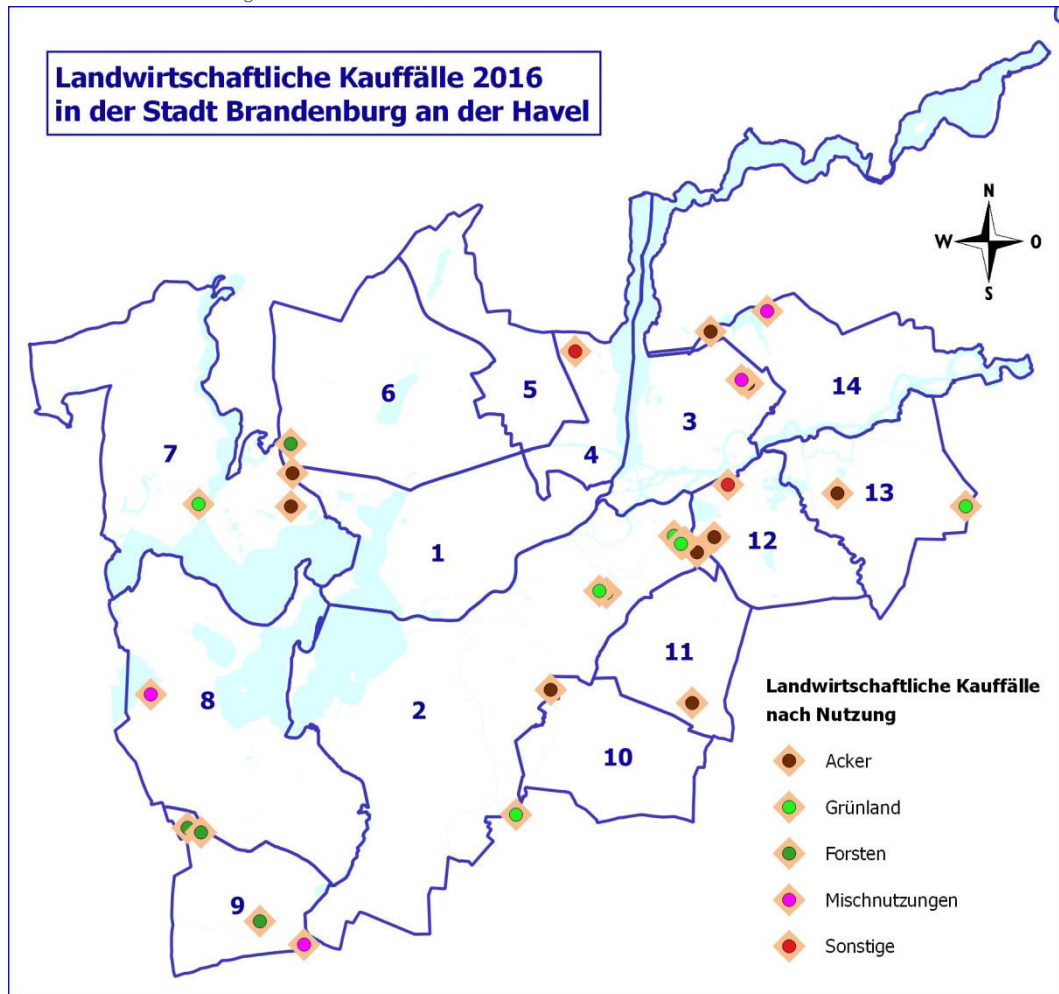 Landwirtschaftliche Kauffälle 2016
in der Stadt Brandenburg an der Havel
N
W O
S
6
5
14
3
7
4
13
12
1
11
8
2
10
Landwirtschaftliche Kauffälle
nach Nutzung
Acker
Grünland
Forsten
9
Mischnutzungen
Sonstige